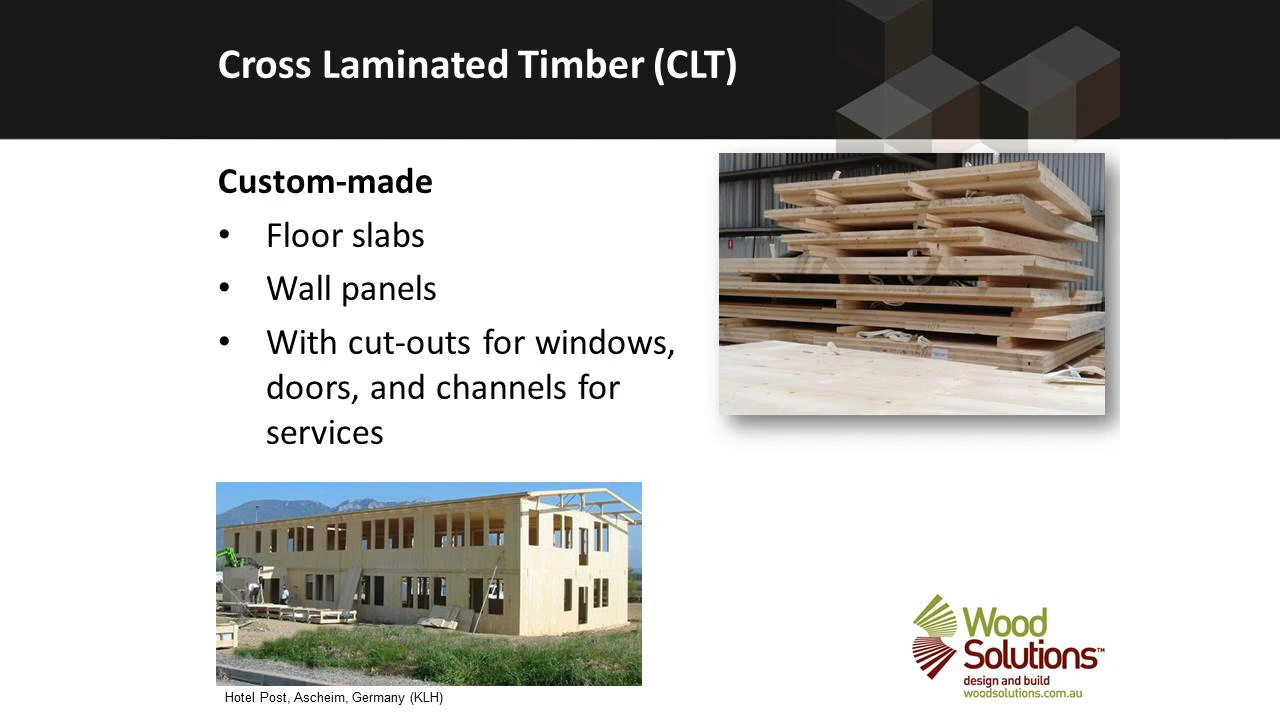 Cross Laminated Timber (CLT)
Custom-made
• Floor slabs
• Wall panels
• With cut-outs for windows,
doors, and channels for
services
Hotel Post, Ascheim, Germany (KLH)
Wood
Solutions™
design and build
woodsolutions.com.au